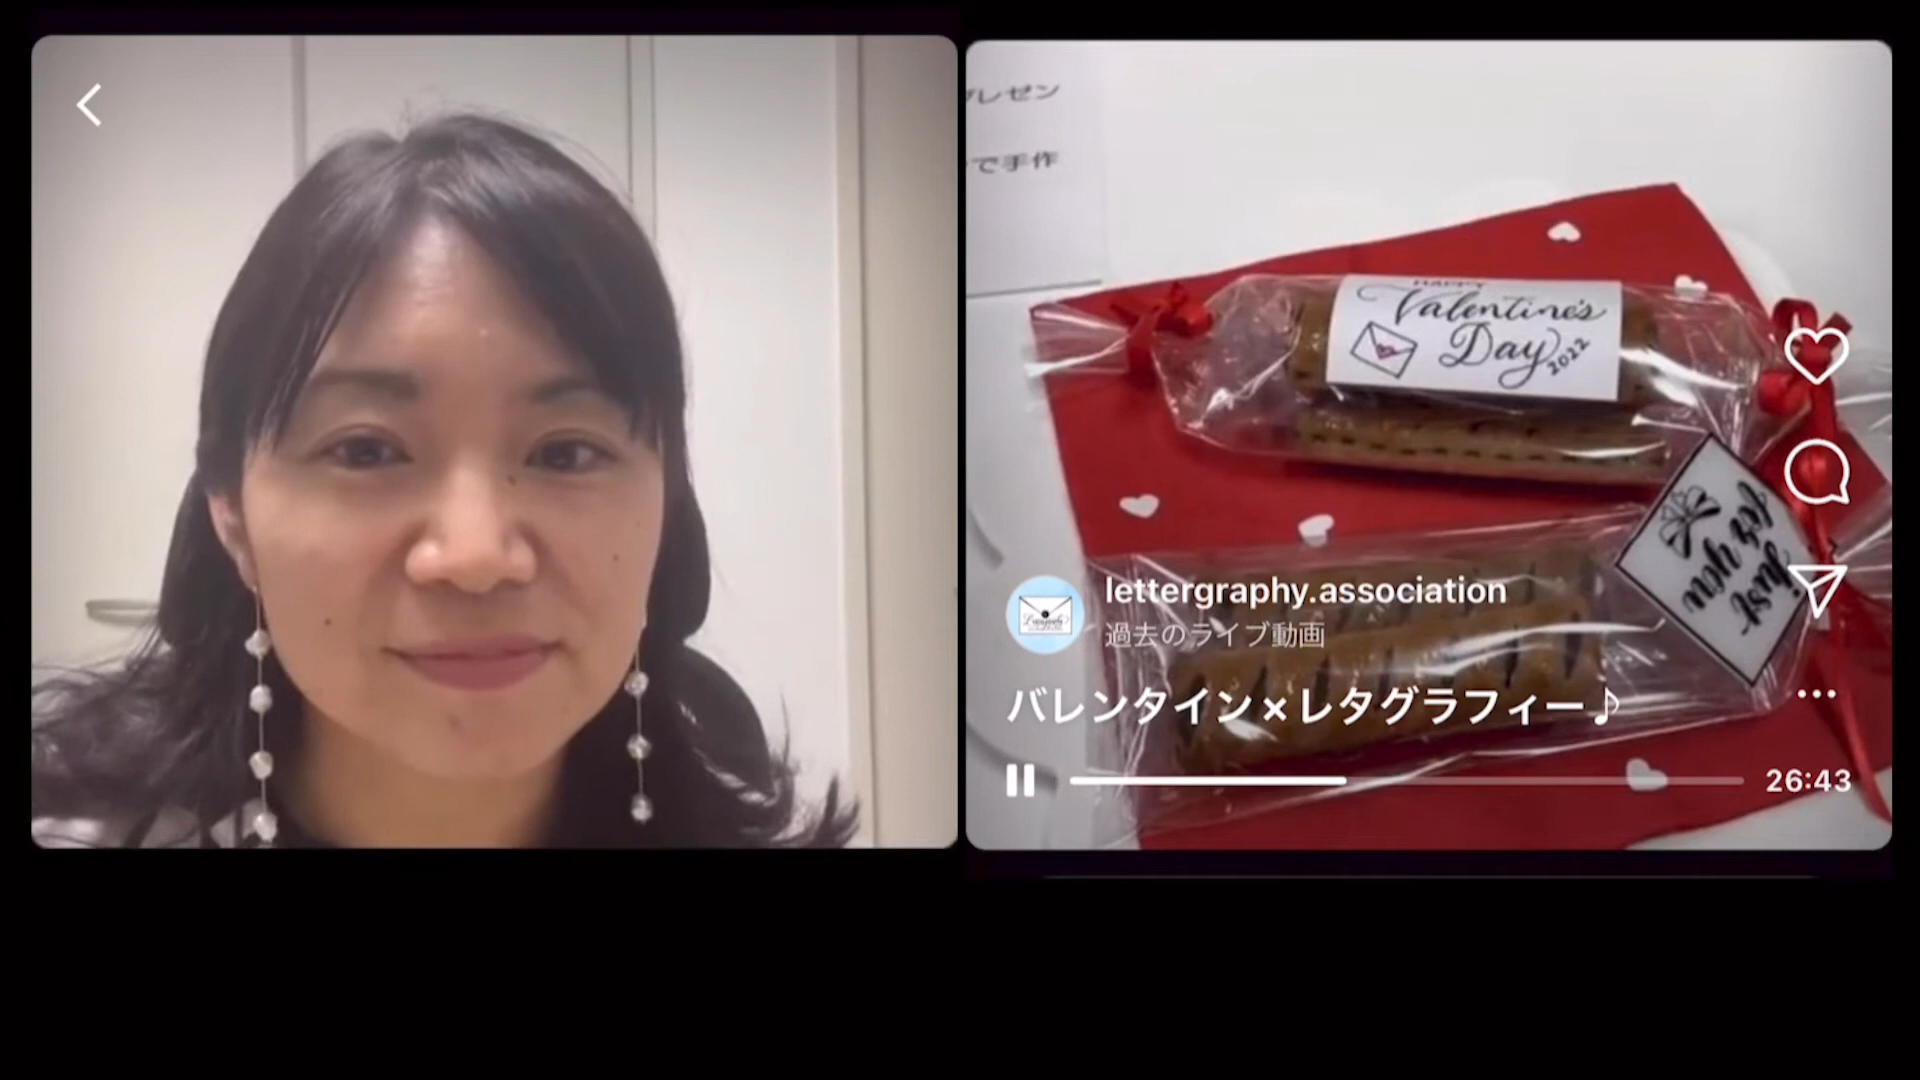 プレゼン
で手作
HAPPY
Valentine's
Day 2022
just
for you
lettergraphy.association
過去のライブ動画
バレンタイン×レタグラフィー♪
26:43